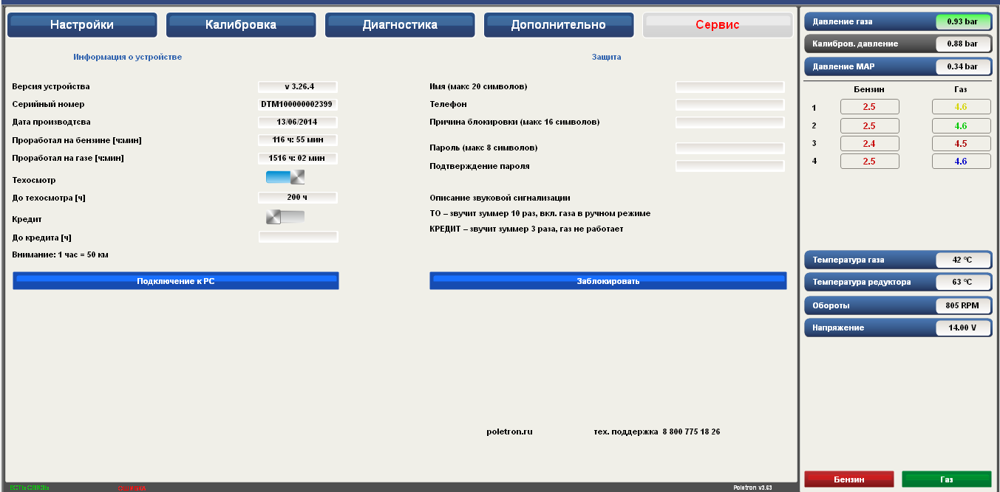 Настройки Калибровка Диагностика Дополнительно Сервис
Информация о устройстве
Версия устройства v 3.26.4
Серийный номер DTM100000002399
Дата производтсва 13/06/2014
Проработал на бензине [ч:мин] 116 ч: 55 мин
Проработал на газе [ч:мин] 1516 ч: 02 мин
Техосмотр
До техосмотра [ч] 200 ч
Кредит
До кредита [ч]
Внимание: 1 час = 50 км
Подключение к PC
Защита
Имя (макс 20 символов)
Телефон
Причина блокировки (макс 16 символов)
Пароль (макс 8 символов)
Подтверждение пароля
Описание звуковой сигнализации
ТО – звучит зуммер 10 раз, вкл. газа в ручном режиме
КРЕДИТ – звучит зуммер 3 раза, газ не работает
Заблокировать
poletron.ru тех. поддержка 8 800 775 18 26
Давление газа 0.93 bar
Калибров. давление 0.88 bar
Давление MAP 0.34 bar
Бензин Газ
1 2.5 4.6
2 2.5 4.6
3 2.4 4.5
4 2.5 4.6
Температура газа 42 °C
Температура редуктора 63 °C
Обороты 805 RPM
Напряжение 14.00 V
Бензин Газ
ЕСТЬ СВЯЗЬ
Poletron v3.63